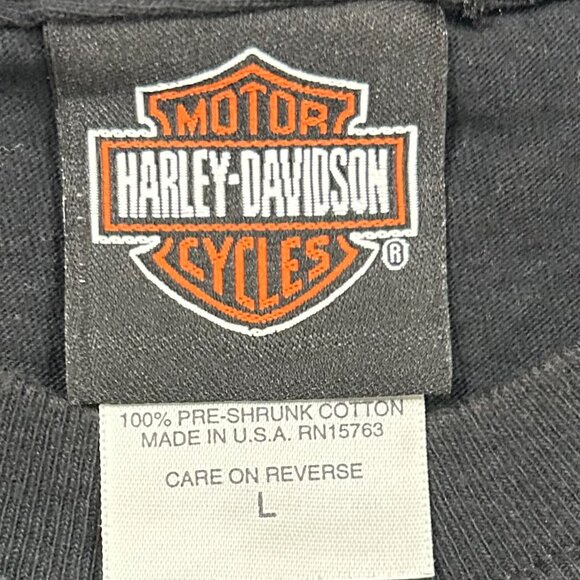 MOTOR
HARLEY-DAVIDSON
CYCLES
®
100% PRE-SHRUNK COTTON
MADE IN U.S.A. RN15763
CARE ON REVERSE
L